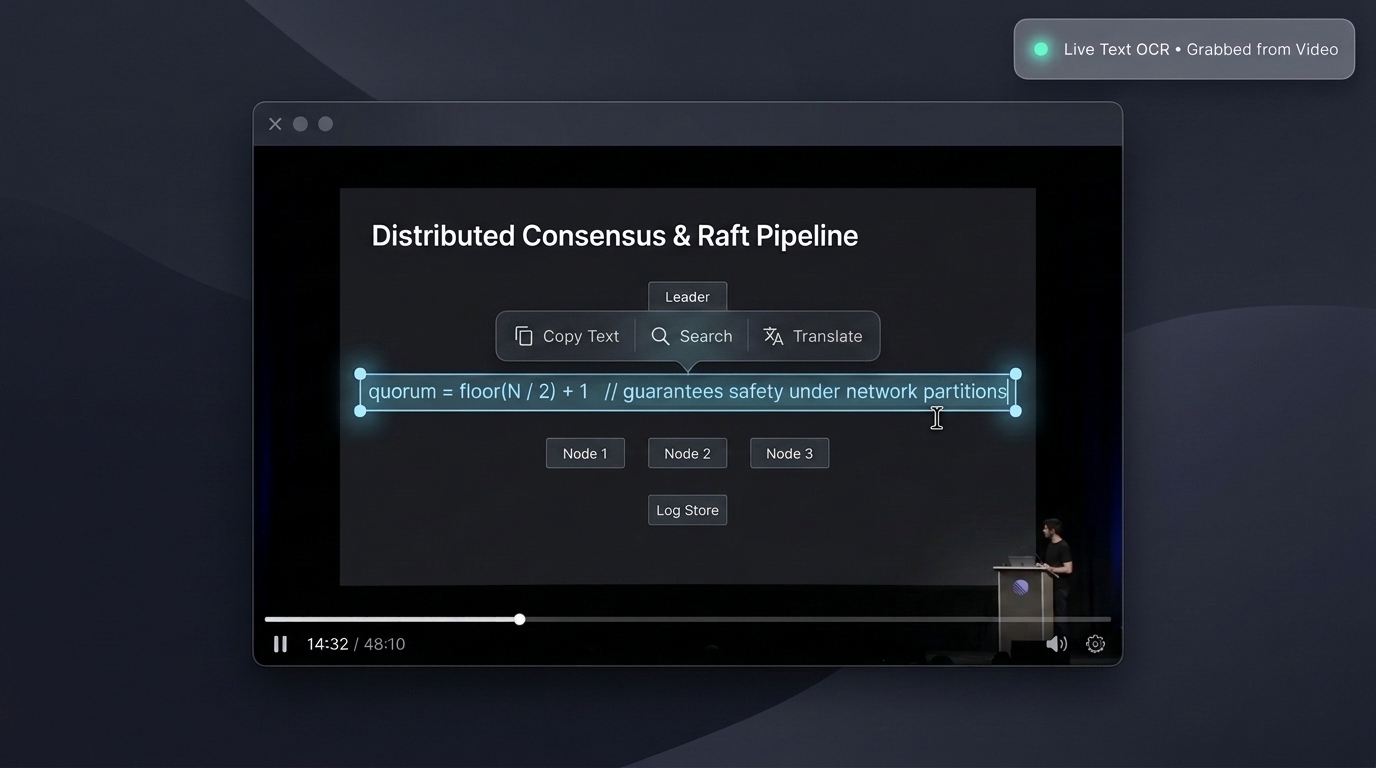 Live Text OCR • Grabbed from Video
Distributed Consensus & Raft Pipeline
Leader
Copy Text
Search
Translate
quorum = floor(N / 2) + 1 // guarantees safety under network partitions
Node 1
Node 2
Node 3
Log Store
14:32 / 48:10